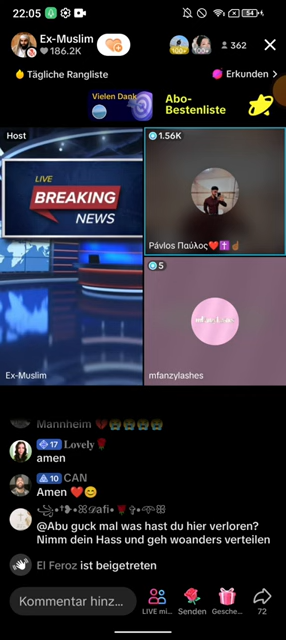 22:05
54
Ex-Muslim
186.2K
100+
100+
362
Tägliche Rangliste
Erkunden
Vielen Dank
Abo-
Bestenliste
Host
LIVE
BREAKING
NEWS
Ex-Muslim
1.56K
Pávlos Παύλος❤️✝️☝🏽
5
mfanzylashes
Mannheim 💔😭😭😭😭
17 Lovely🌹
amen
10 CAN
Amen ❤️😊
@Abu guck mal was hast du hier verloren?
Nimm dein Hass und geh woanders verteilen
El Feroz ist beigetreten
Kommentar hinz...
LIVE mi...
Senden
Gesche...
72